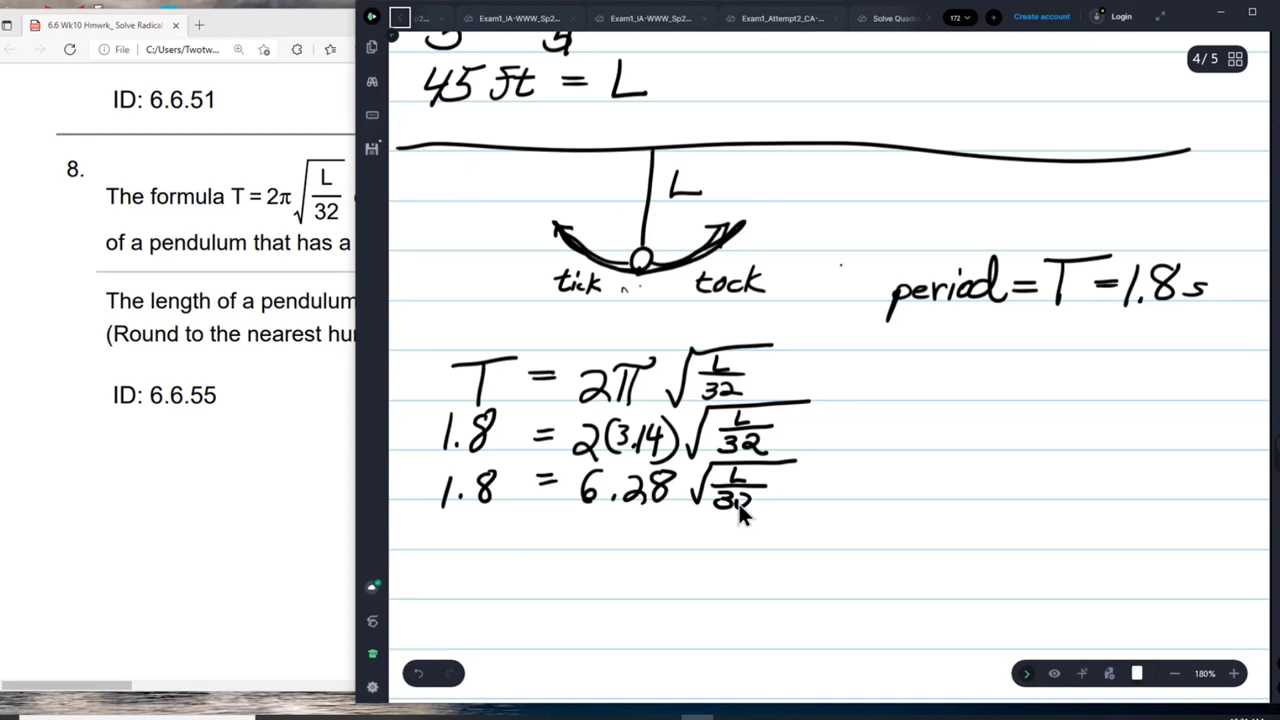 6.6 Wk10 Hmwrk_ Solve Radical
File C:/Users/Twotw...
Exam1_IA-WWW_Sp2...
Exam1_IA-WWW_Sp2...
Exam1_Attempt2_CA-...
Solve Quadr
172
Create account
Login
4/5
ID: 6.6.51
8.
The formula T = 2π√(L/32)
of a pendulum that has a
The length of a pendulum
(Round to the nearest hu
ID: 6.6.55
45 ft = L
L
tick
tock
period = T = 1.8 s
T = 2π √(L/32)
1.8 = 2(3.14) √(L/32)
1.8 = 6.28 √(L/32)
180%